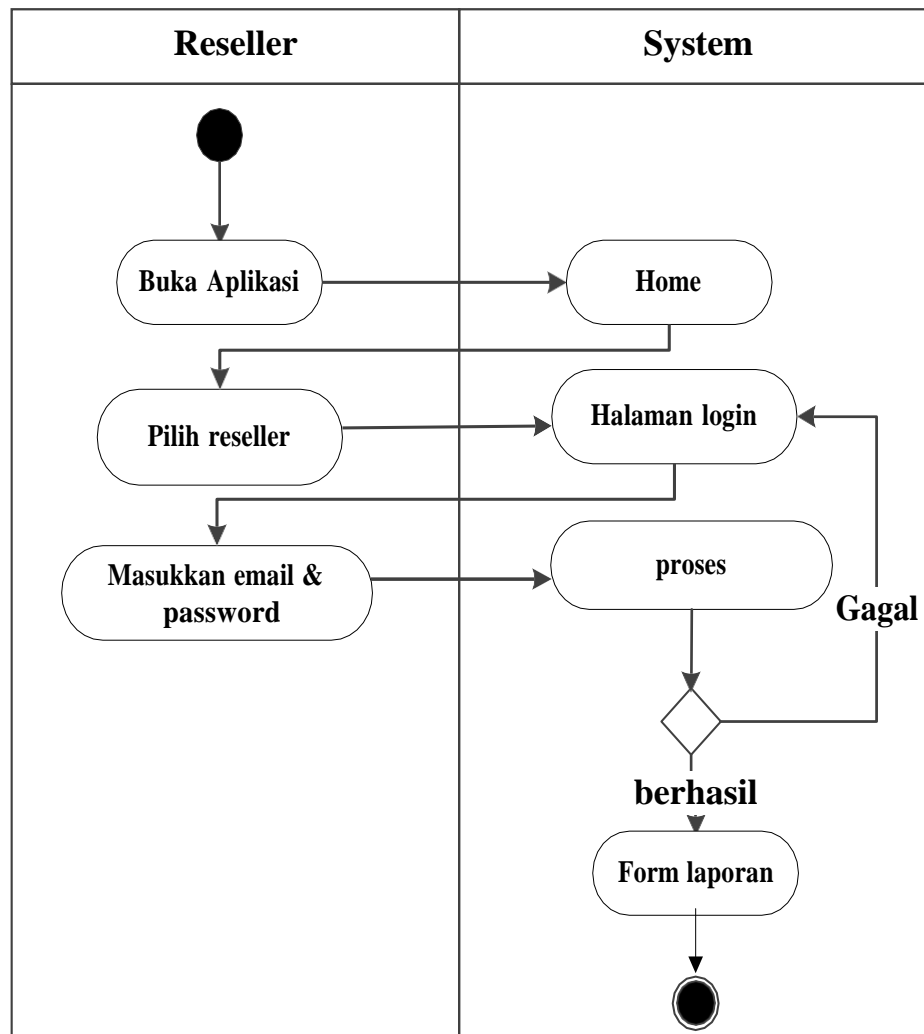 Reseller
System
Buka Aplikasi
Home
Pilih reseller
Halaman login
Masukkan email &
password
proses
Gagal
berhasil
Form laporan